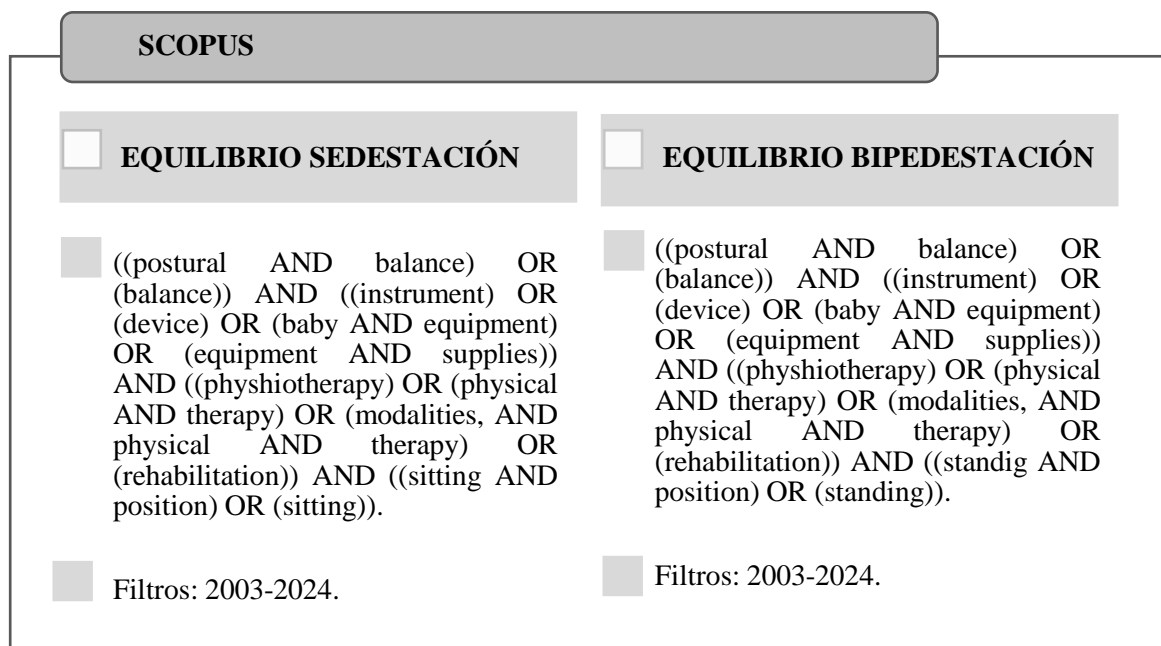 SCOPUS
EQUILIBRIO SEDESTACIÓN
((postural AND balance) OR
(balance)) AND ((instrument) OR
(device) OR (baby AND equipment)
OR (equipment AND supplies))
AND ((physhiotherapy) OR (physical
AND therapy) OR (modalities, AND
physical AND therapy) OR
(rehabilitation)) AND ((sitting AND
position) OR (sitting)).
Filtros: 2003-2024.
EQUILIBRIO BIPEDESTACIÓN
((postural AND balance) OR
(balance)) AND ((instrument) OR
(device) OR (baby AND equipment)
OR (equipment AND supplies))
AND ((physhiotherapy) OR (physical
AND therapy) OR (modalities, AND
physical AND therapy) OR
(rehabilitation)) AND ((standig AND
position) OR (standing)).
Filtros: 2003-2024.